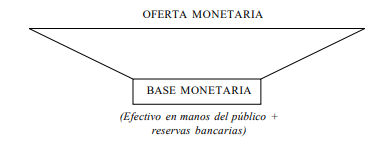 OFERTA MONETARIA
BASE MONETARIA
(Efectivo en manos del público +
reservas bancarias)